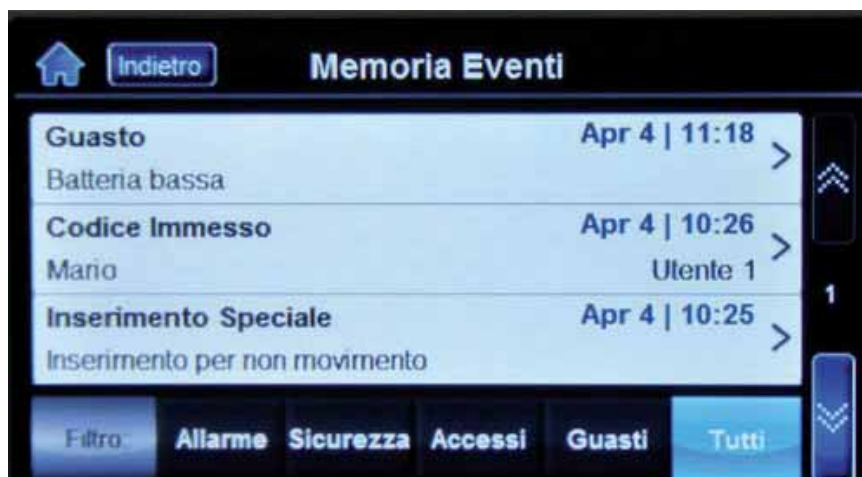 Indietro
Memoria Eventi
Guasto Apr 4 | 11:18
Batteria bassa
Codice Immesso Apr 4 | 10:26
Mario Utente 1
1
Inserimento Speciale Apr 4 | 10:25
Inserimento per non movimento
Filtro: Allarme Sicurezza Accessi Guasti Tutti